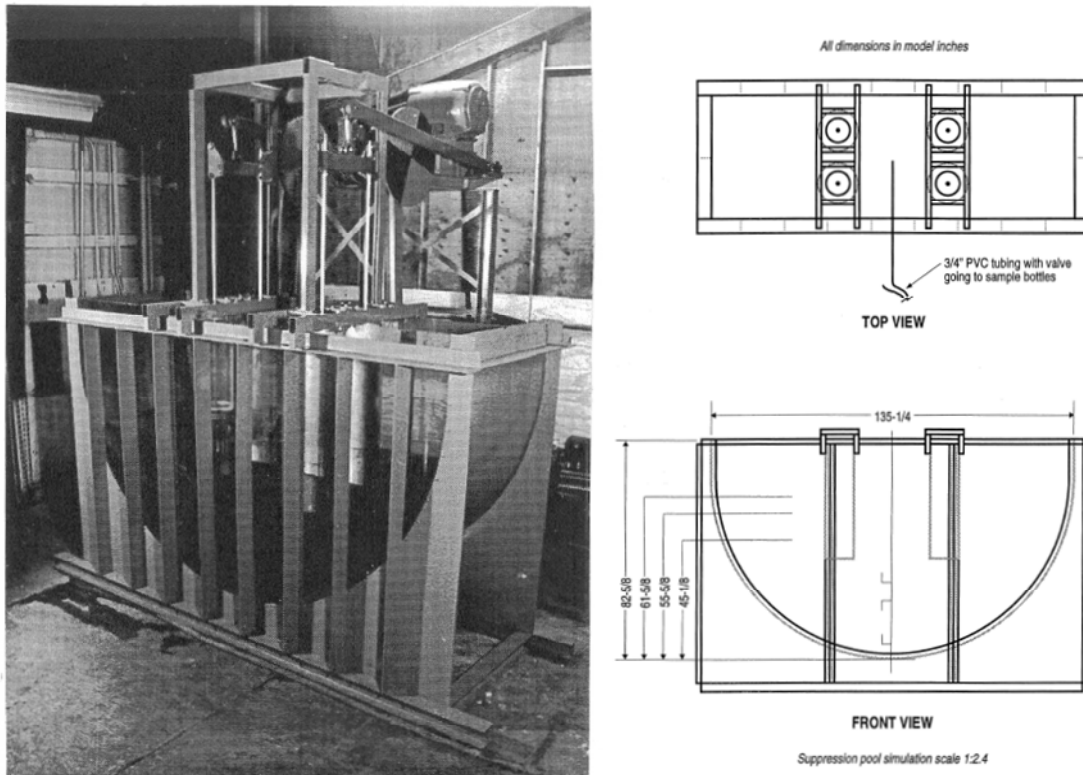 All dimensions in model inches
3/4" PVC tubing with valve
going to sample bottles
TOP VIEW
135-1/4
82-5/8
61-5/8
55-5/8
45-1/8
FRONT VIEW
Suppression pool simulation scale 1:2.4